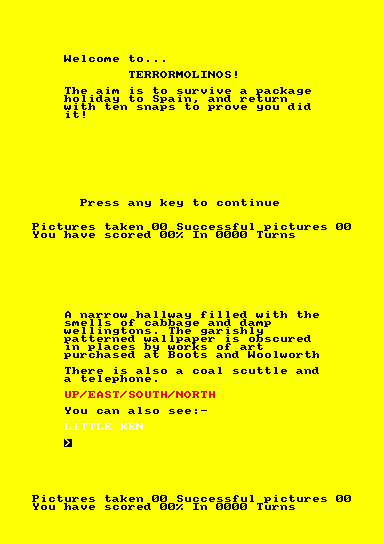 Welcome to...
TERRORMOLINOS!
The aim is to survive a package
holiday to Spain, and return
with ten snaps to prove you did
it!
Press any key to continue
Pictures taken 00 Successful pictures 00
You have scored 00% In 0000 Turns
A narrow hallway filled with the
smells of cabbage and damp
wellingtons. The garishly
patterned wallpaper is obscured
in places by works of art
purchased at Boots and Woolworth
There is also a coal scuttle and
a telephone.
UP/EAST/SOUTH/NORTH
You can also see:-
LITTLE KEN
>
Pictures taken 00 Successful pictures 00
You have scored 00% In 0000 Turns